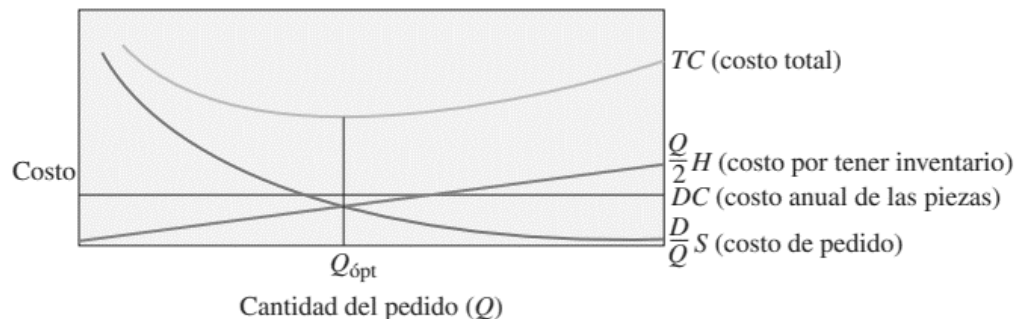 TC (costo total)
Costo
Q/2 H (costo por tener inventario)
DC (costo anual de las piezas)
D/Q S (costo de pedido)
Qópt
Cantidad del pedido (Q)